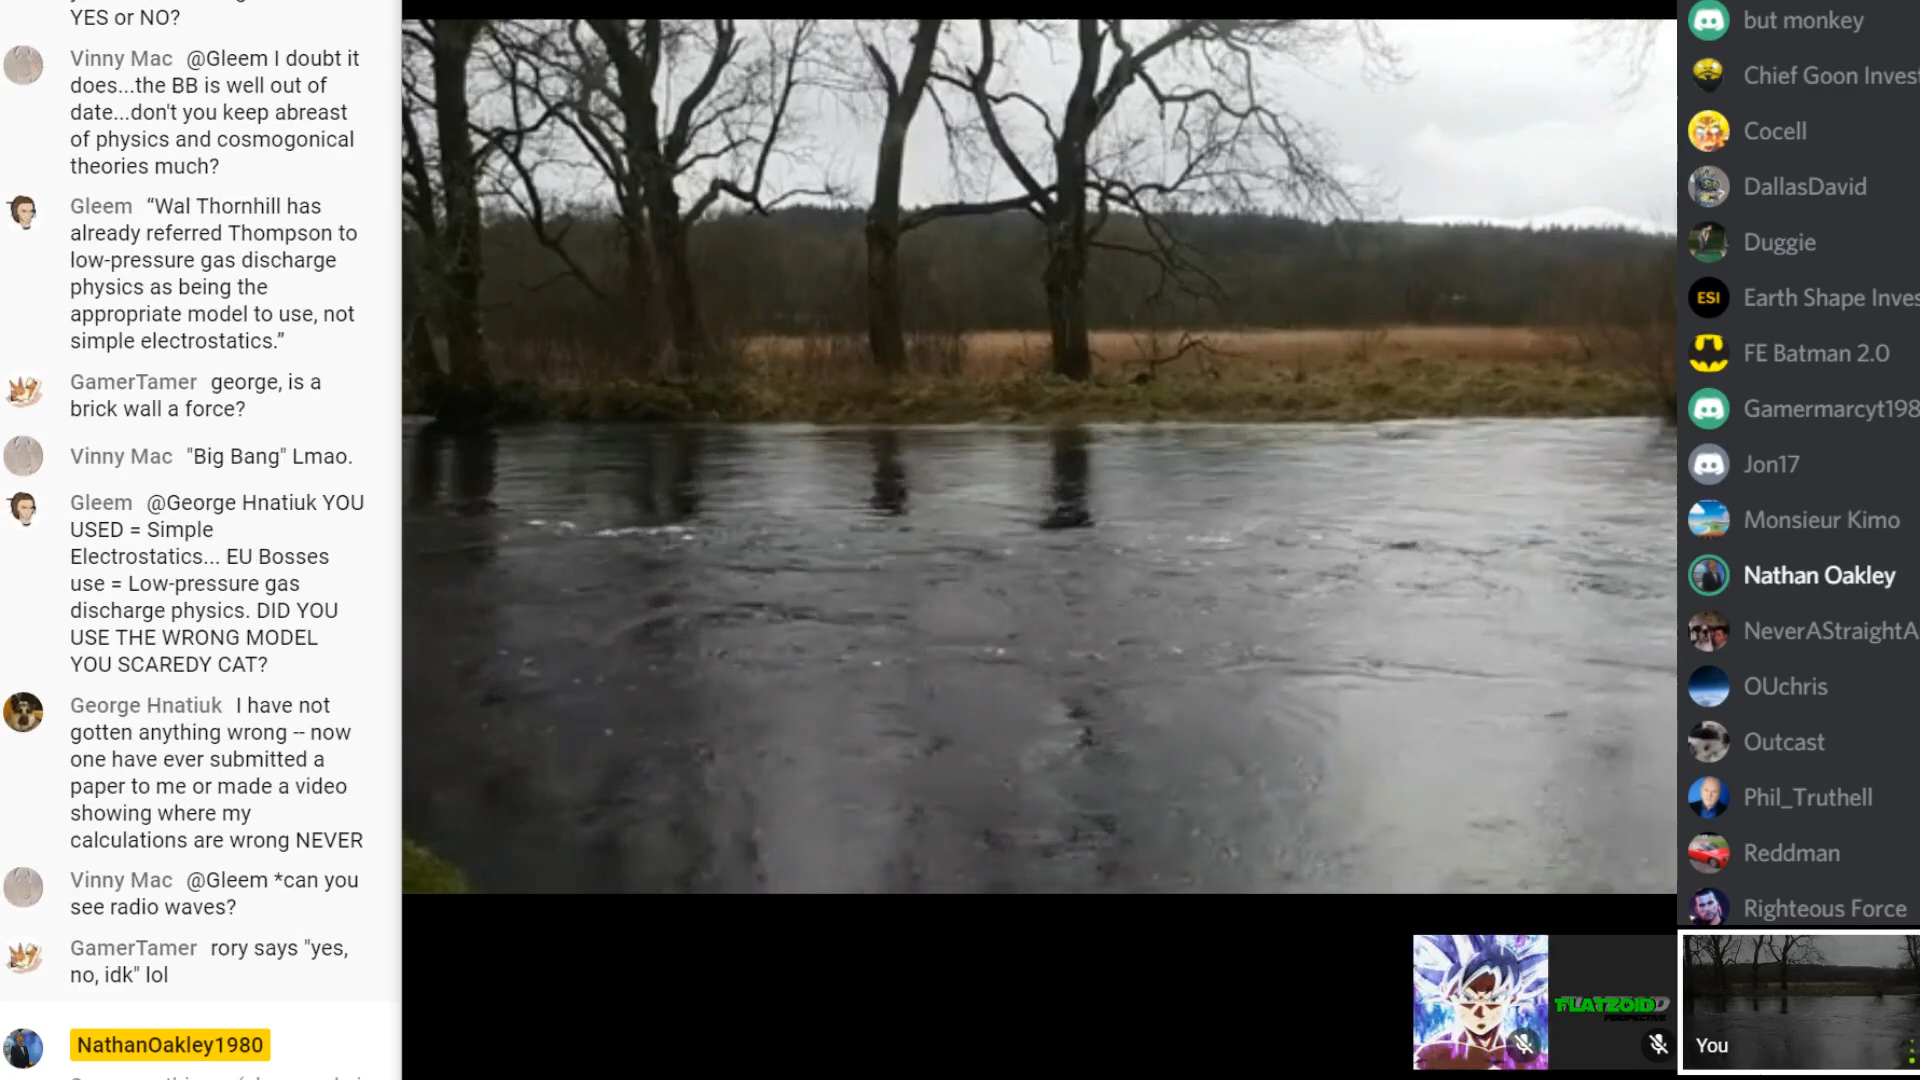 YES or NO?
Vinny Mac @Gleem I doubt it
does...the BB is well out of
date...don't you keep abreast
of physics and cosmogonical
theories much?
Gleem “Wal Thornhill has
already referred Thompson to
low-pressure gas discharge
physics as being the
appropriate model to use, not
simple electrostatics.”
GamerTamer george, is a
brick wall a force?
Vinny Mac "Big Bang" Lmao.
Gleem @George Hnatiuk YOU
USED = Simple
Electrostatics... EU Bosses
use = Low-pressure gas
discharge physics. DID YOU
USE THE WRONG MODEL
YOU SCAREDY CAT?
George Hnatiuk I have not
gotten anything wrong -- now
one have ever submitted a
paper to me or made a video
showing where my
calculations are wrong NEVER
Vinny Mac @Gleem *can you
see radio waves?
GamerTamer rory says "yes,
no, idk" lol
NathanOakley1980
but monkey
Chief Goon Invest
Cocell
DallasDavid
Duggie
ESI
Earth Shape Inves
FE Batman 2.0
Gamermarcyt198
Jon17
Monsieur Kimo
Nathan Oakley
NeverAStraightA
OUchris
Outcast
Phil_Truthell
Reddman
Righteous Force
FLATZOID
PERSPECTIVE
You